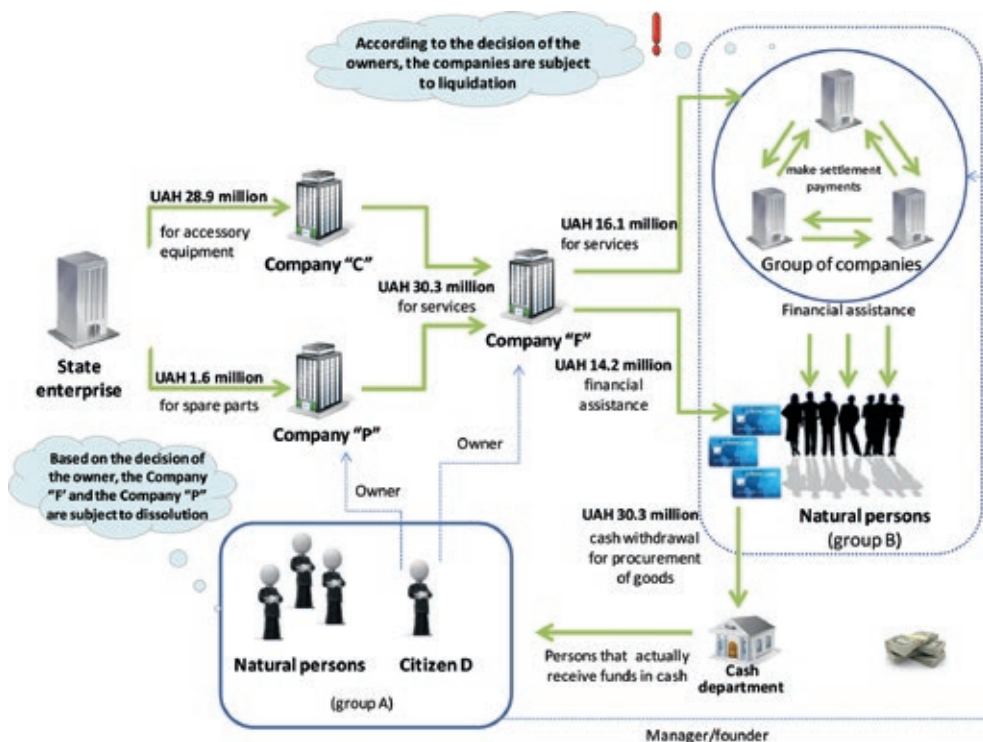 According to the decision of the
owners, the companies are subject
to liquidation
make settlement
payments
Group of companies
UAH 28.9 million
for accessory
equipment
Company “C”
UAH 16.1 million
for services
UAH 30.3 million
for services
Company “F”
Financial assistance
State
enterprise
UAH 1.6 million
for spare parts
Company “P”
UAH 14.2 million
financial
assistance
Owner
Owner
Based on the decision of
the owner, the Company
“F’ and the Company “P”
are subject to dissolution
Natural persons
(group B)
UAH 30.3 million
cash withdrawal
for procurement
of goods
Natural persons
Citizen D
(group A)
Persons that actually
receive funds in cash
Cash
department
Manager/founder